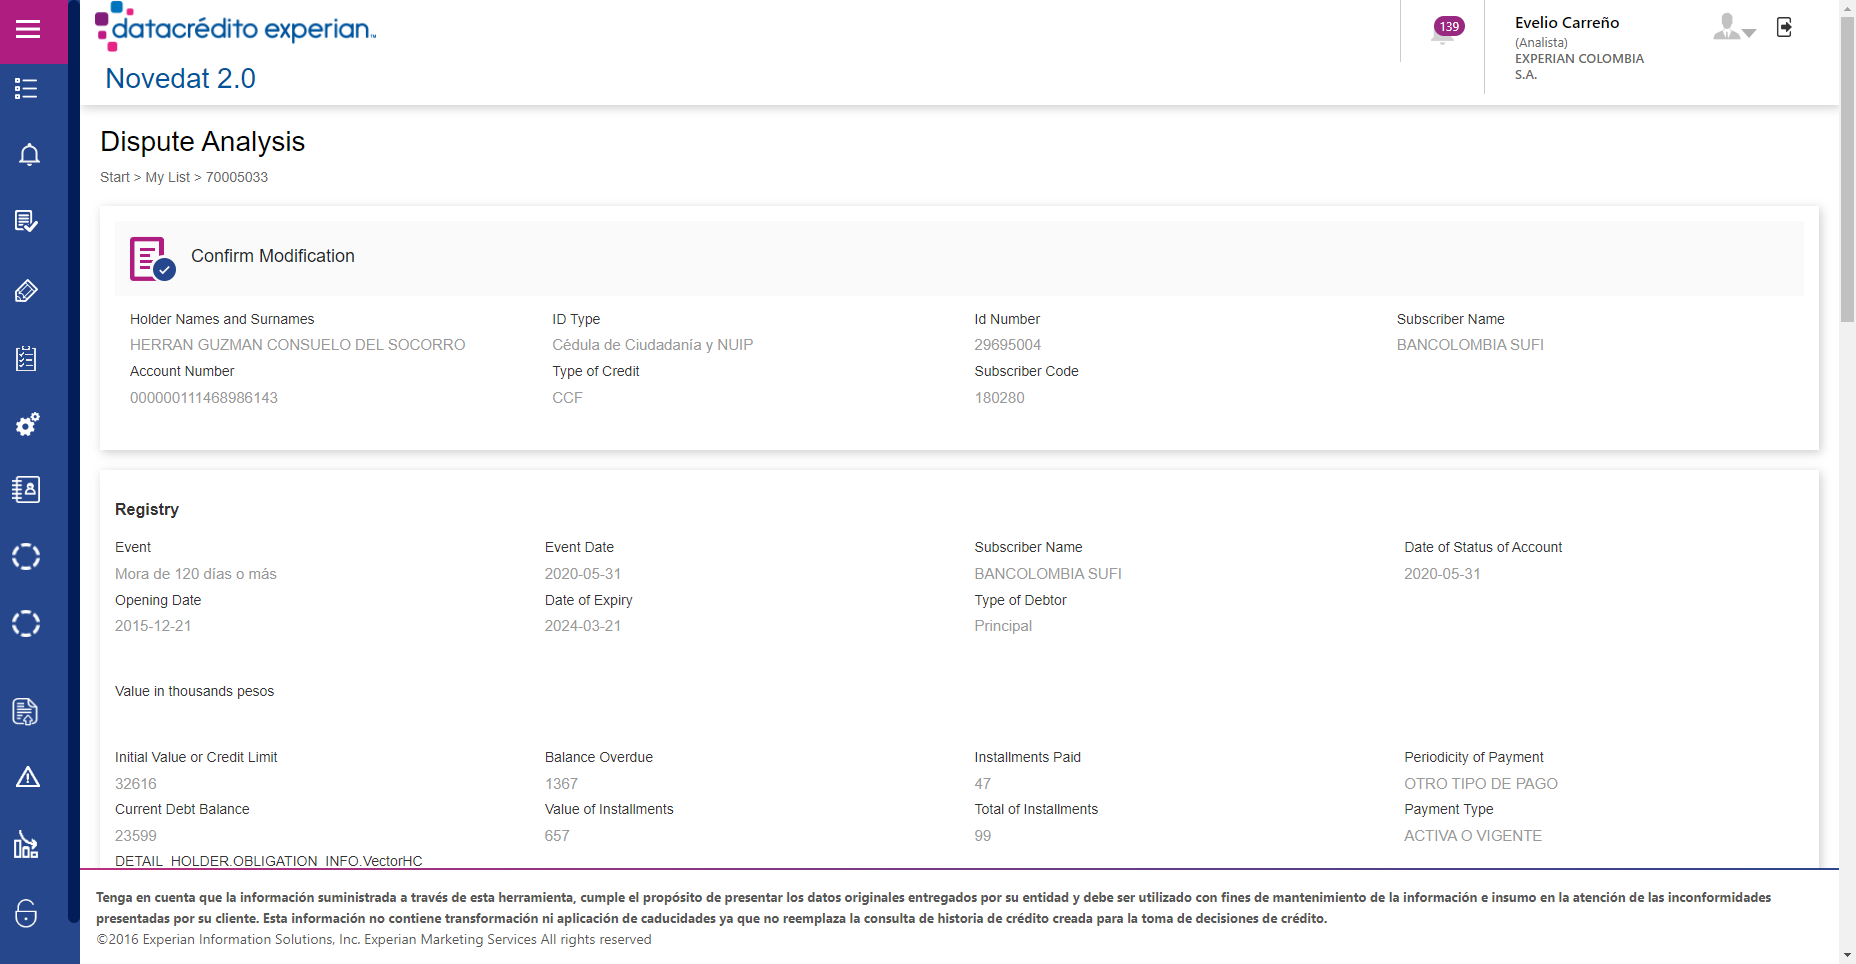 datacrédito experian™
Novedat 2.0
139
Evelio Carreño
(Analista)
EXPERIAN COLOMBIA
S.A.
Dispute Analysis
Start > My List > 70005033
Confirm Modification
Holder Names and Surnames ID Type Id Number Subscriber Name
HERRAN GUZMAN CONSUELO DEL SOCORRO Cédula de Ciudadanía y NUIP 29695004 BANCOLOMBIA SUFI
Account Number Type of Credit Subscriber Code
000000111468986143 CCF 180280
Registry
Event Event Date Subscriber Name Date of Status of Account
Mora de 120 días o más 2020-05-31 BANCOLOMBIA SUFI 2020-05-31
Opening Date Date of Expiry Type of Debtor
2015-12-21 2024-03-21 Principal
Value in thousands pesos
Initial Value or Credit Limit Balance Overdue Installments Paid Periodicity of Payment
32616 1367 47 OTRO TIPO DE PAGO
Current Debt Balance Value of Installments Total of Installments Payment Type
23599 657 99 ACTIVA O VIGENTE
DETAIL_HOLDER.OBLIGATION_INFO.VectorHC
Tenga en cuenta que la información suministrada a través de esta herramienta, cumple el propósito de presentar los datos originales entregados por su entidad y debe ser utilizado con fines de mantenimiento de la información e insumo en la atención de las inconformidades
presentadas por su cliente. Esta información no contiene transformación ni aplicación de caducidades ya que no reemplaza la consulta de historia de crédito creada para la toma de decisiones de crédito.
©2016 Experian Information Solutions, Inc. Experian Marketing Services All rights reserved